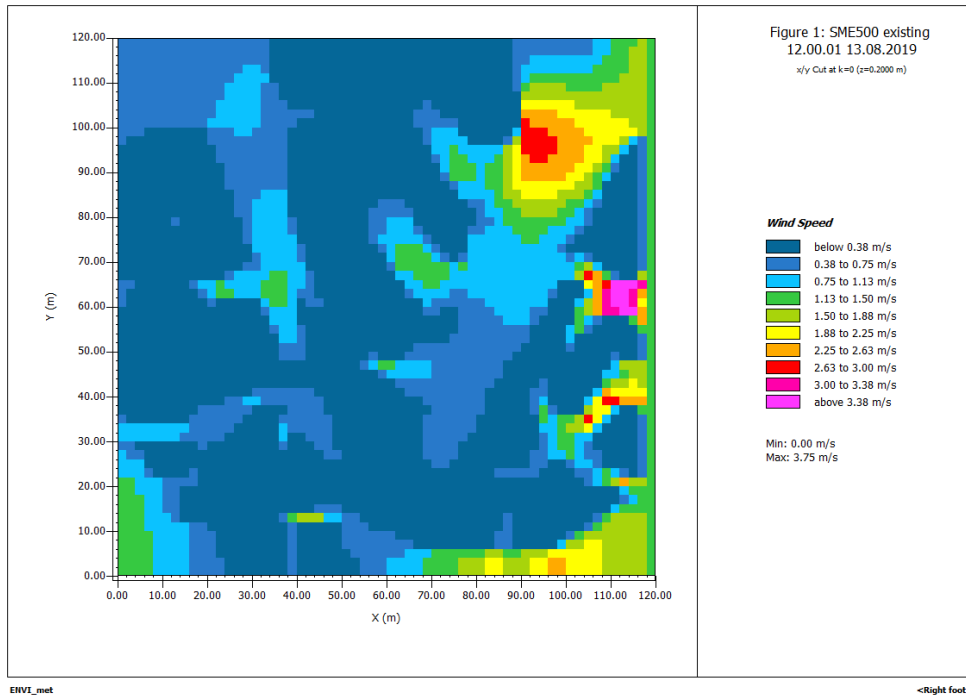 Figure 1: SME500 existing
12.00.01 13.08.2019
x/y Cut at k=0 (z=0.2000 m)
120.00
110.00
100.00
90.00
80.00
70.00
60.00
50.00
40.00
30.00
20.00
10.00
0.00
Y (m)
0.00 10.00 20.00 30.00 40.00 50.00 60.00 70.00 80.00 90.00 100.00 110.00 120.00
X (m)
Wind Speed
below 0.38 m/s
0.38 to 0.75 m/s
0.75 to 1.13 m/s
1.13 to 1.50 m/s
1.50 to 1.88 m/s
1.88 to 2.25 m/s
2.25 to 2.63 m/s
2.63 to 3.00 m/s
3.00 to 3.38 m/s
above 3.38 m/s
Min: 0.00 m/s
Max: 3.75 m/s
ENVI_met
<Right foot